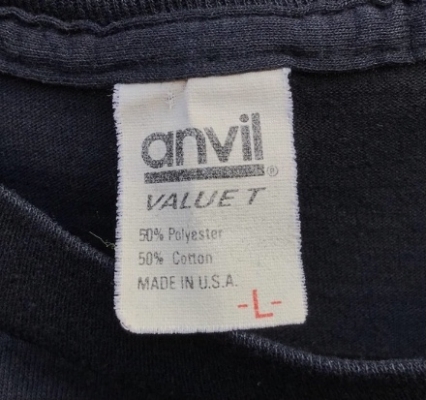 anvil®
VALUE T
50% Polyester
50% Cotton
MADE IN U.S.A.
-L-